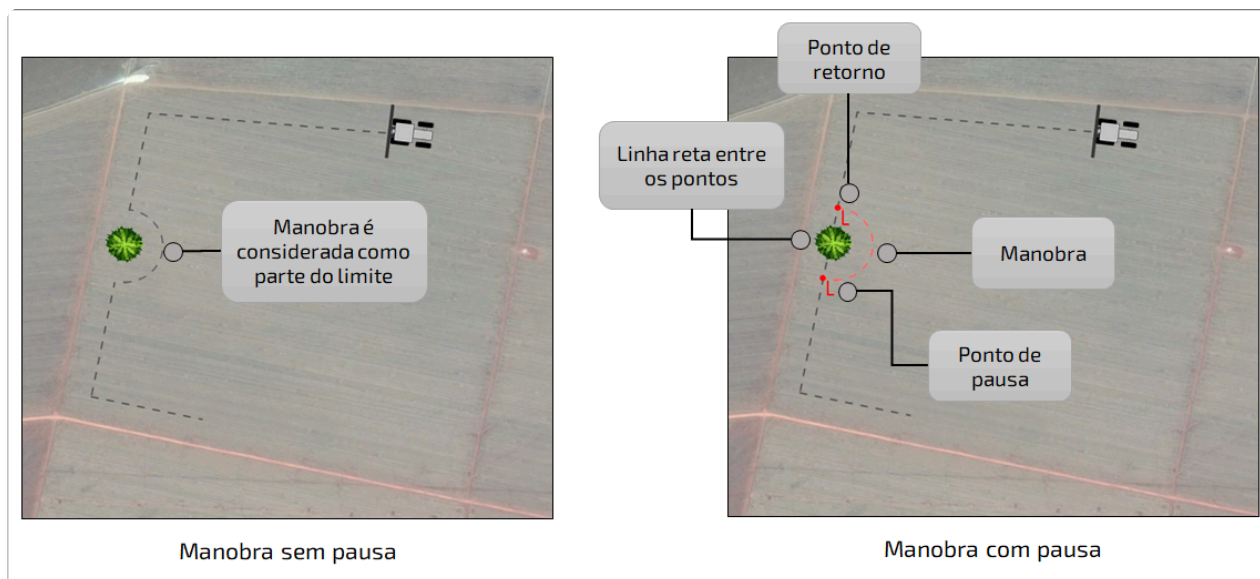 Manobra é
considerada como
parte do limite
Manobra sem pausa
Ponto de
retorno
Linha reta entre
os pontos
L
Manobra
L
Ponto de
pausa
Manobra com pausa